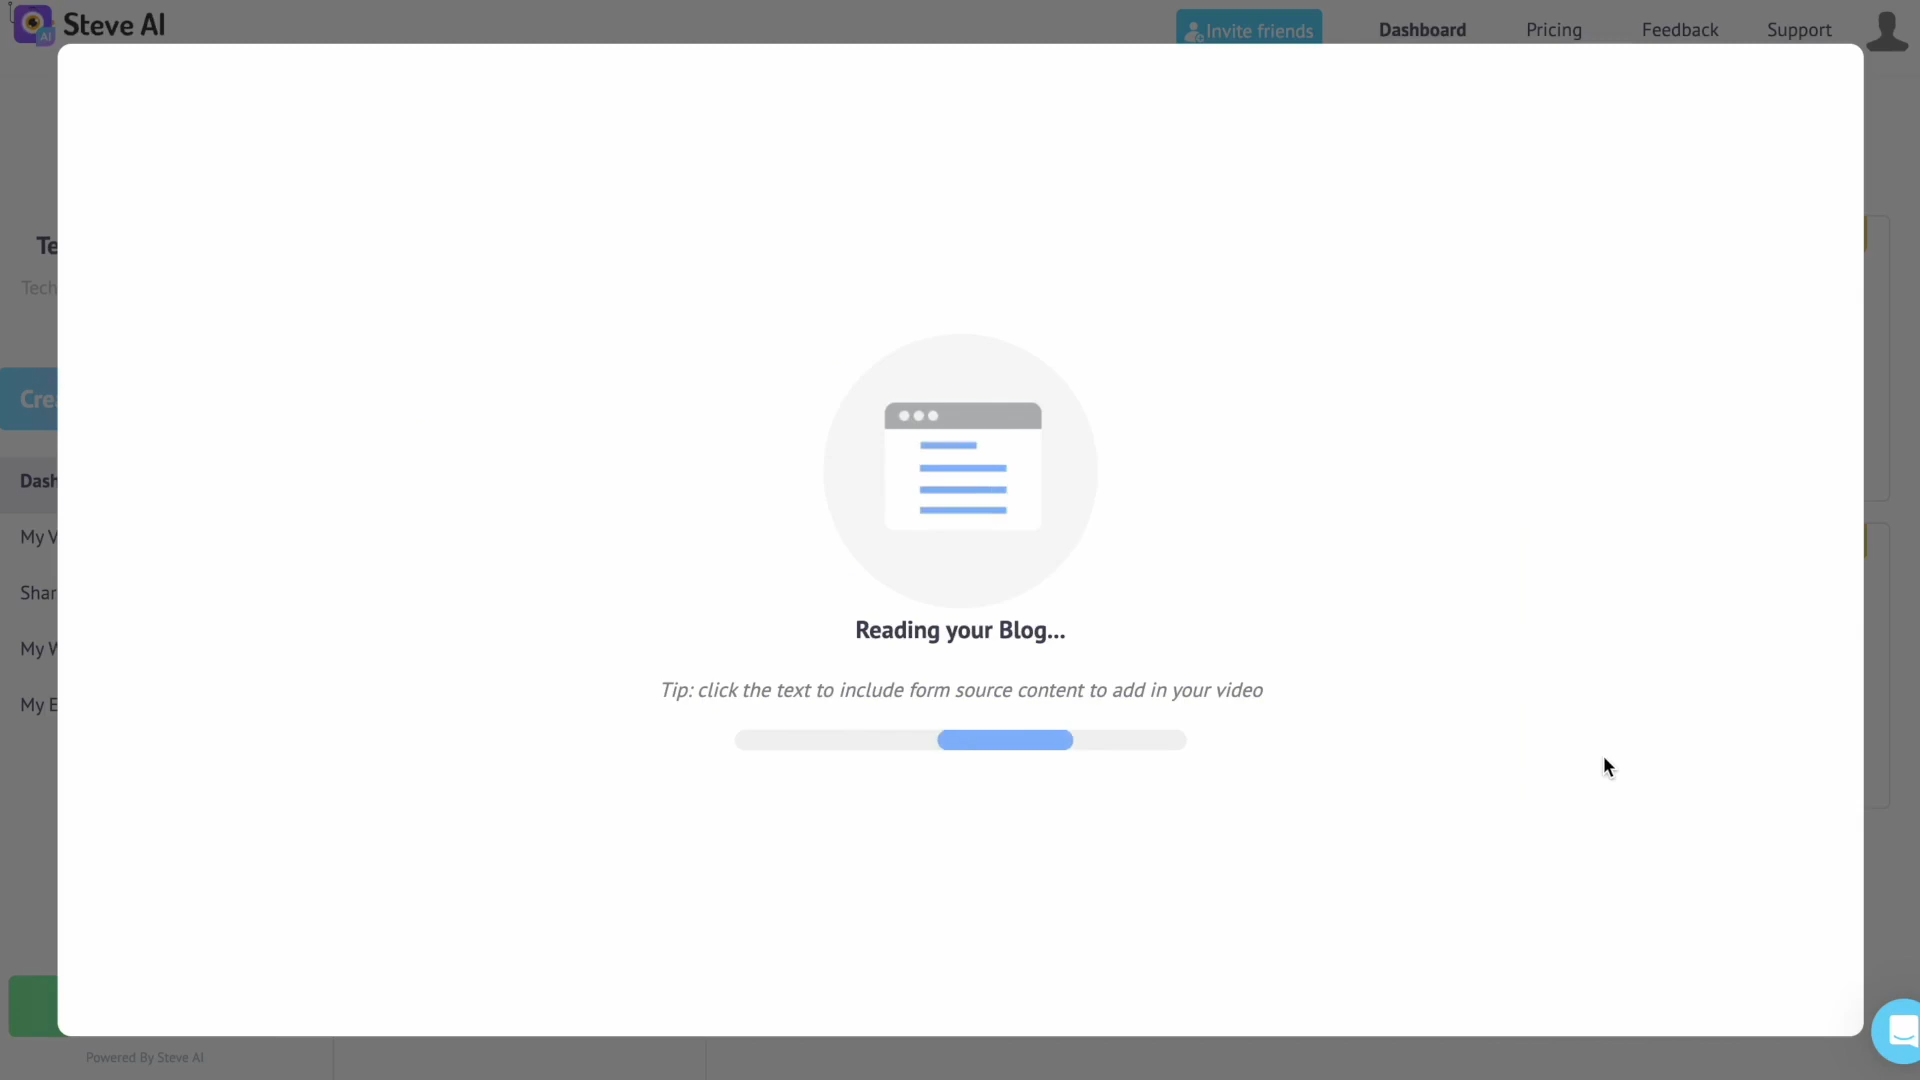 Steve AI
AI
Invite friends
Dashboard
Pricing
Feedback
Support
Te
Tech
Cre
Dash
My V
Shar
My W
My E
Reading your Blog...
Tip: click the text to include form source content to add in your video
Powered By Steve AI